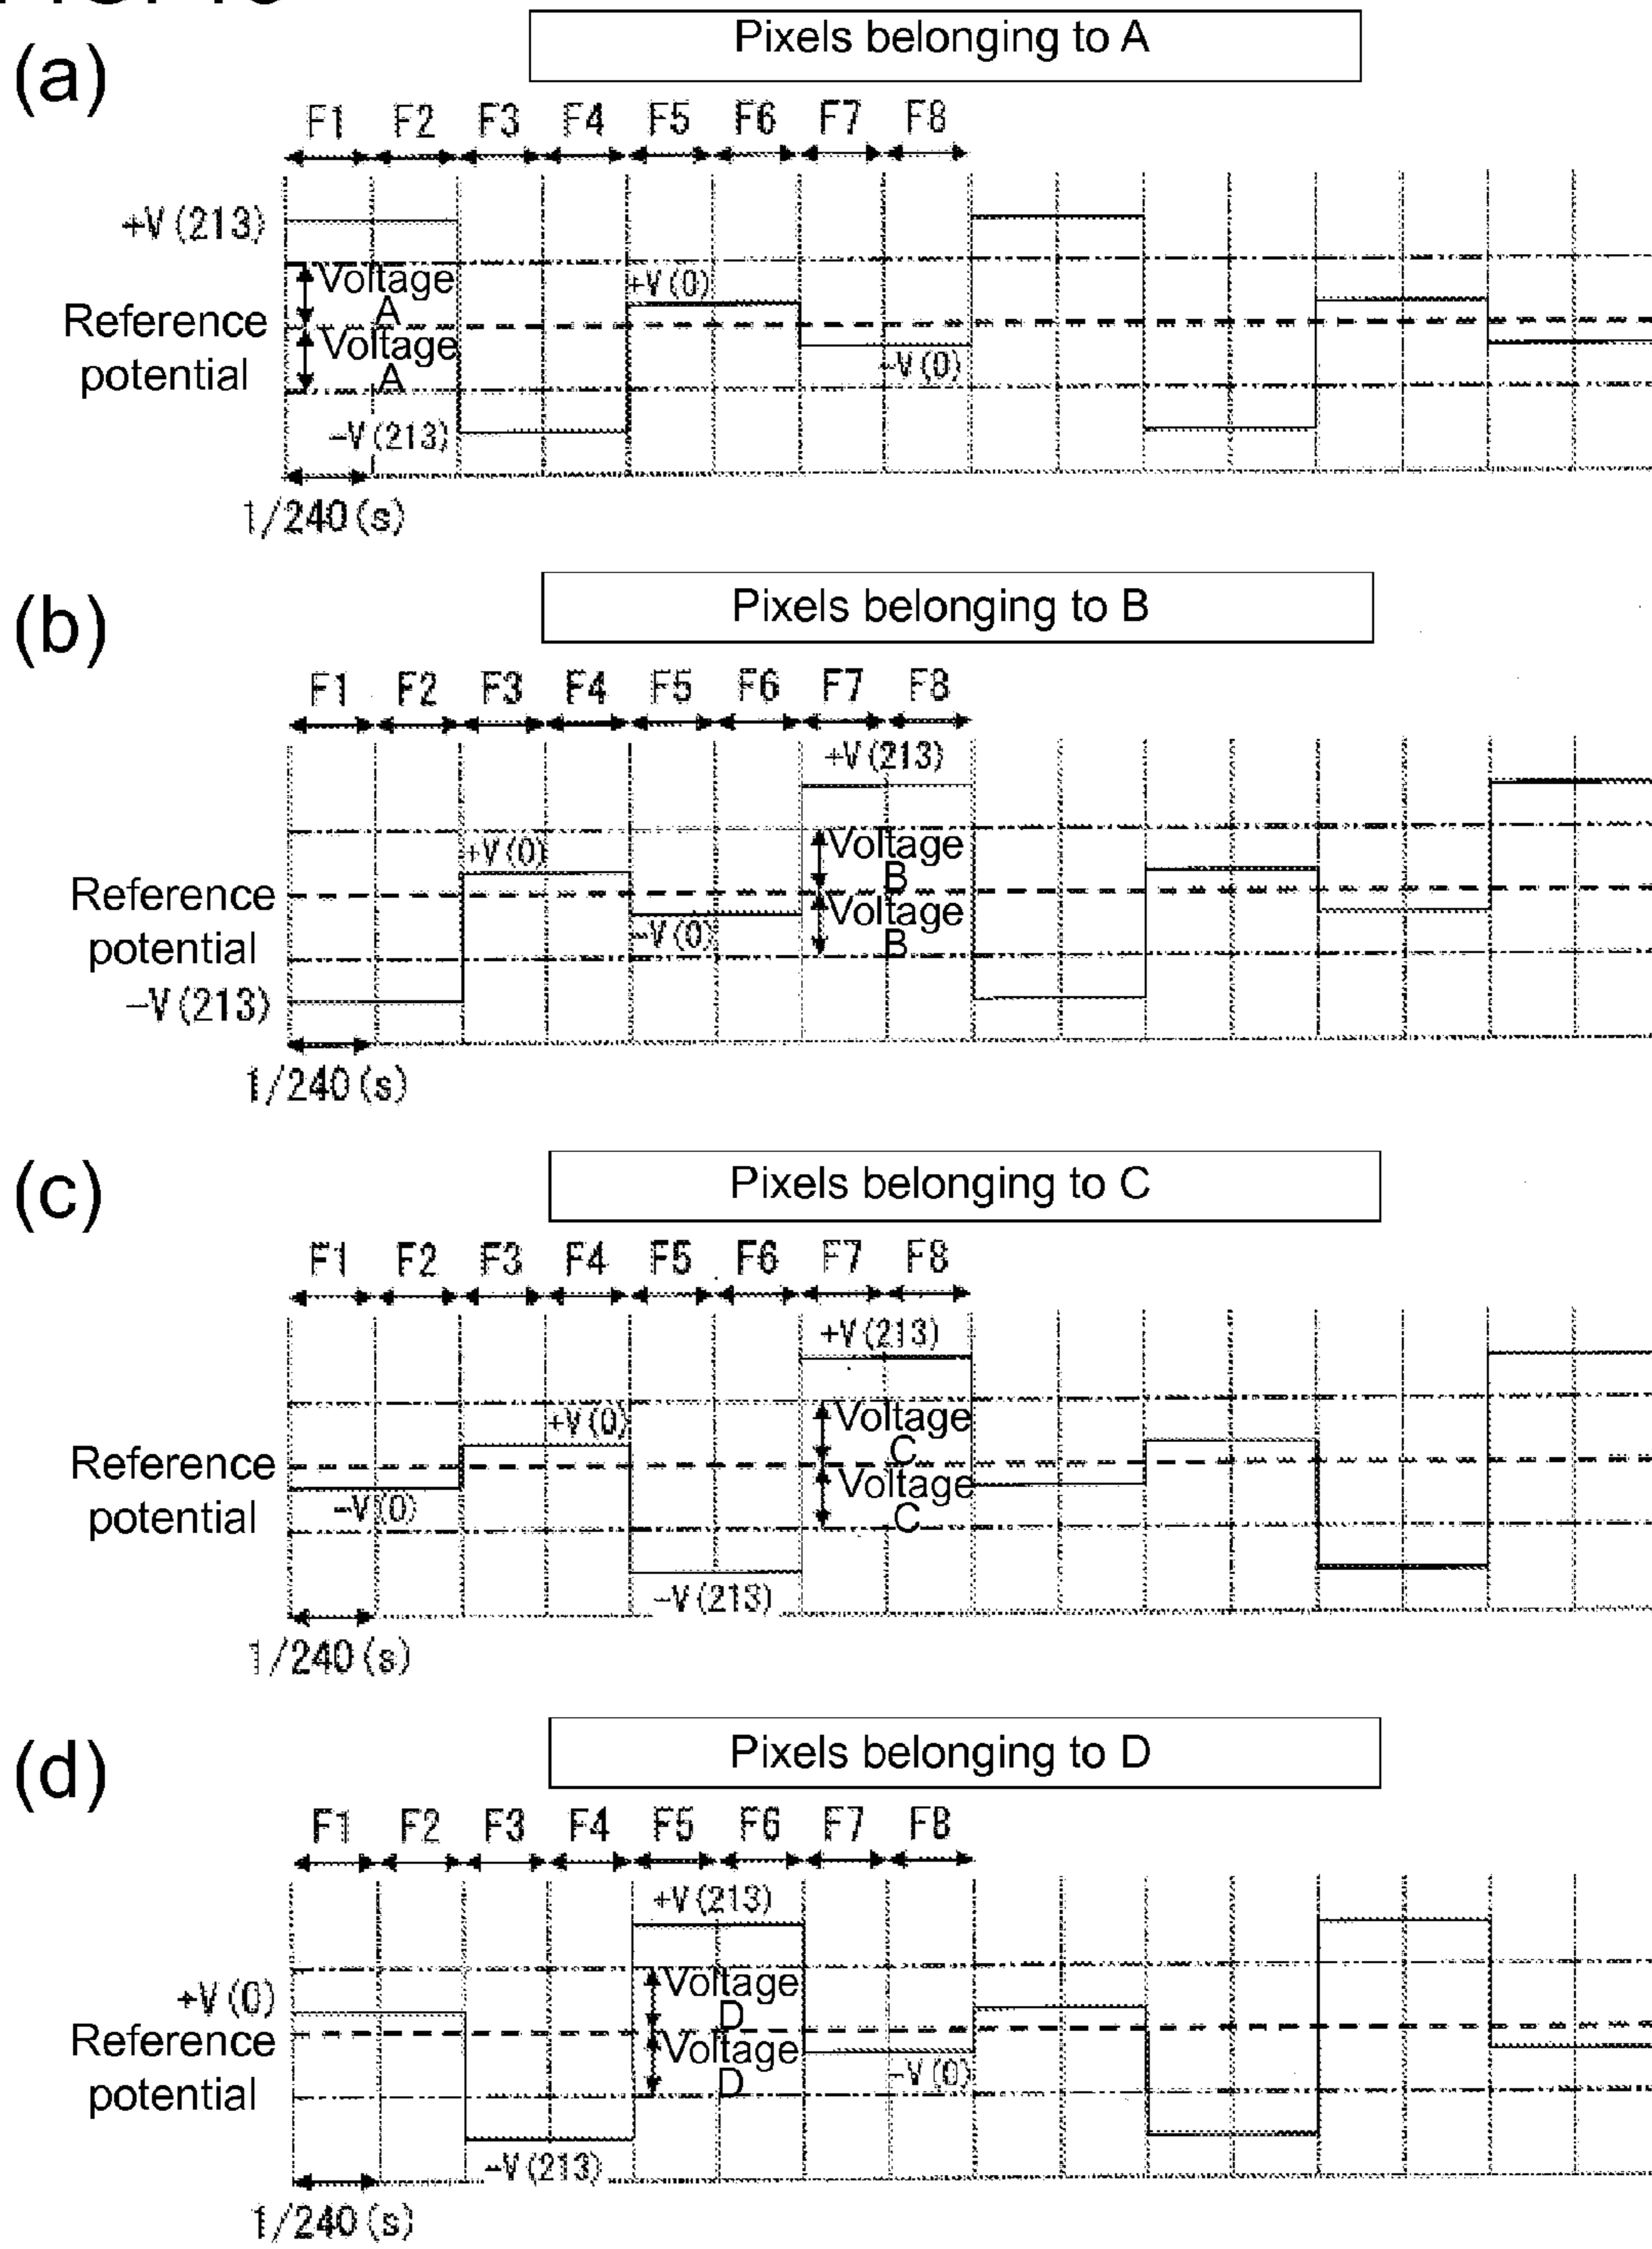 (a)
Pixels belonging to A
F1 F2 F3 F4 F5 F6 F7 F8
+V(213)
Voltage
A
+V(0)
Reference
potential
Voltage
A
-V(0)
-V(213)
1/240(s)
(b)
Pixels belonging to B
F1 F2 F3 F4 F5 F6 F7 F8
+V(213)
+V(0)
Voltage
B
Reference
potential
Voltage
B
-V(0)
-V(213)
1/240(s)
(c)
Pixels belonging to C
F1 F2 F3 F4 F5 F6 F7 F8
+V(213)
+V(0)
Voltage
C
Reference
potential
Voltage
C
-V(0)
-V(213)
1/240(s)
(d)
Pixels belonging to D
F1 F2 F3 F4 F5 F6 F7 F8
+V(213)
+V(0)
Voltage
D
Reference
potential
Voltage
D
-V(0)
-V(213)
1/240(s)